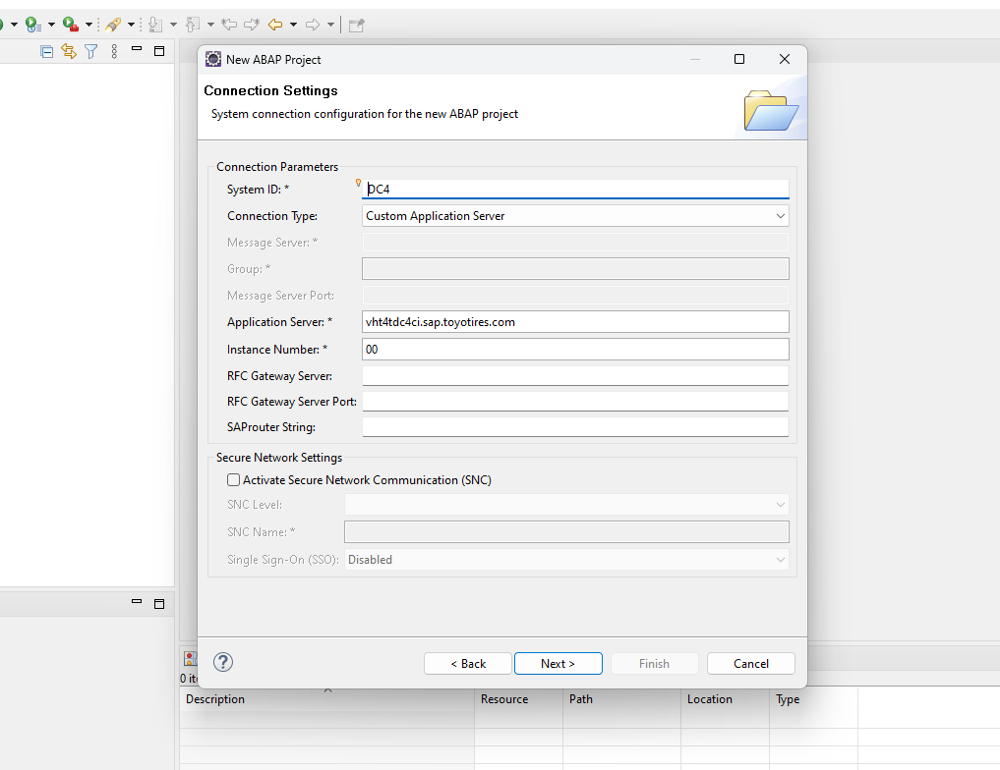 New ABAP Project
Connection Settings
System connection configuration for the new ABAP project
Connection Parameters
System ID: * DC4
Connection Type: Custom Application Server
Message Server: *
Group: *
Message Server Port:
Application Server: * vht4tdc4ci.sap.toyotires.com
Instance Number: * 00
RFC Gateway Server:
RFC Gateway Server Port:
SAProuter String:
Secure Network Settings
Activate Secure Network Communication (SNC)
SNC Level:
SNC Name: *
Single Sign-On (SSO): Disabled
< Back Next > Finish Cancel
0 ite
Description Resource Path Location Type